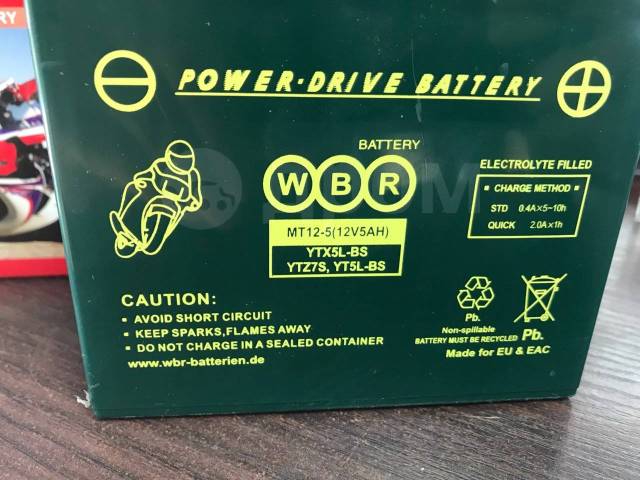 RY
POWER-DRIVE BATTERY
BATTERY
WBR
MT12-5(12V5AH)
YTX5L-BS
YTZ7S, YT5L-BS
ELECTROLYTE FILLED
CHARGE METHOD
STD 0.4A×5~10h
QUICK 2.0A×1h
CAUTION:
AVOID SHORT CIRCUIT
KEEP SPARKS,FLAMES AWAY
DO NOT CHARGE IN A SEALED CONTAINER
www.wbr-batterien.de
Pb.
Non-spillable
BATTERY MUST BE RECYCLED Pb.
Made for EU & EAC